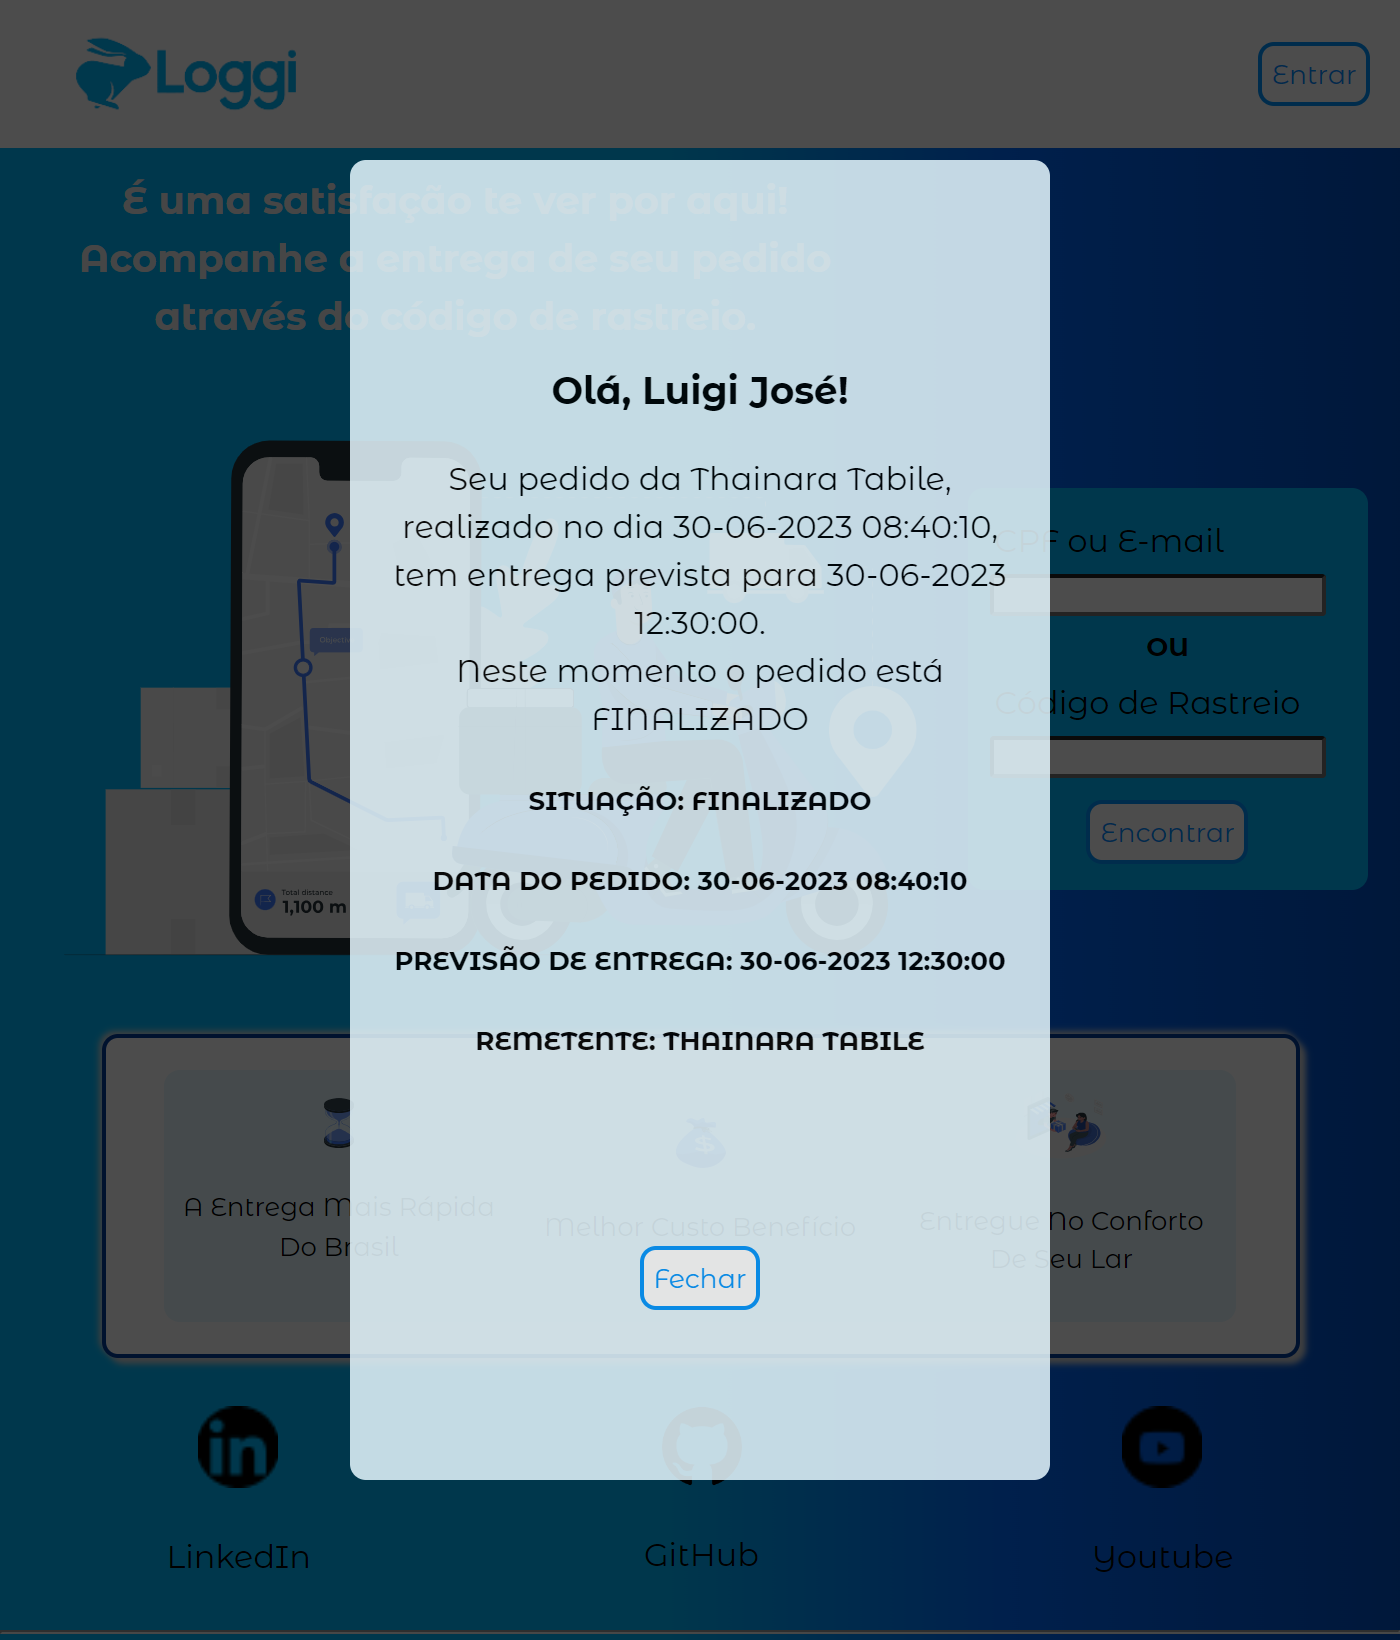 Loggi
Entrar
É uma satisfação te ver por aqui!
Acompanhe a entrega de seu pedido
através do código de rastreio.
Olá, Luigi José!
Seu pedido da Thainara Tabile,
realizado no dia 30-06-2023 08:40:10,
tem entrega prevista para 30-06-2023
12:30:00.
Neste momento o pedido está
FINALIZADO
SITUAÇÃO: FINALIZADO
DATA DO PEDIDO: 30-06-2023 08:40:10
PREVISÃO DE ENTREGA: 30-06-2023 12:30:00
REMETENTE: THAINARA TABILE
Fechar
CPF ou E-mail
ou
Código de Rastreio
Encontrar
Total distance
1,100 m
A Entrega Mais Rápida
Do Brasil
Melhor Custo Benefício
Entregue No Conforto
De Seu Lar
LinkedIn
GitHub
Youtube